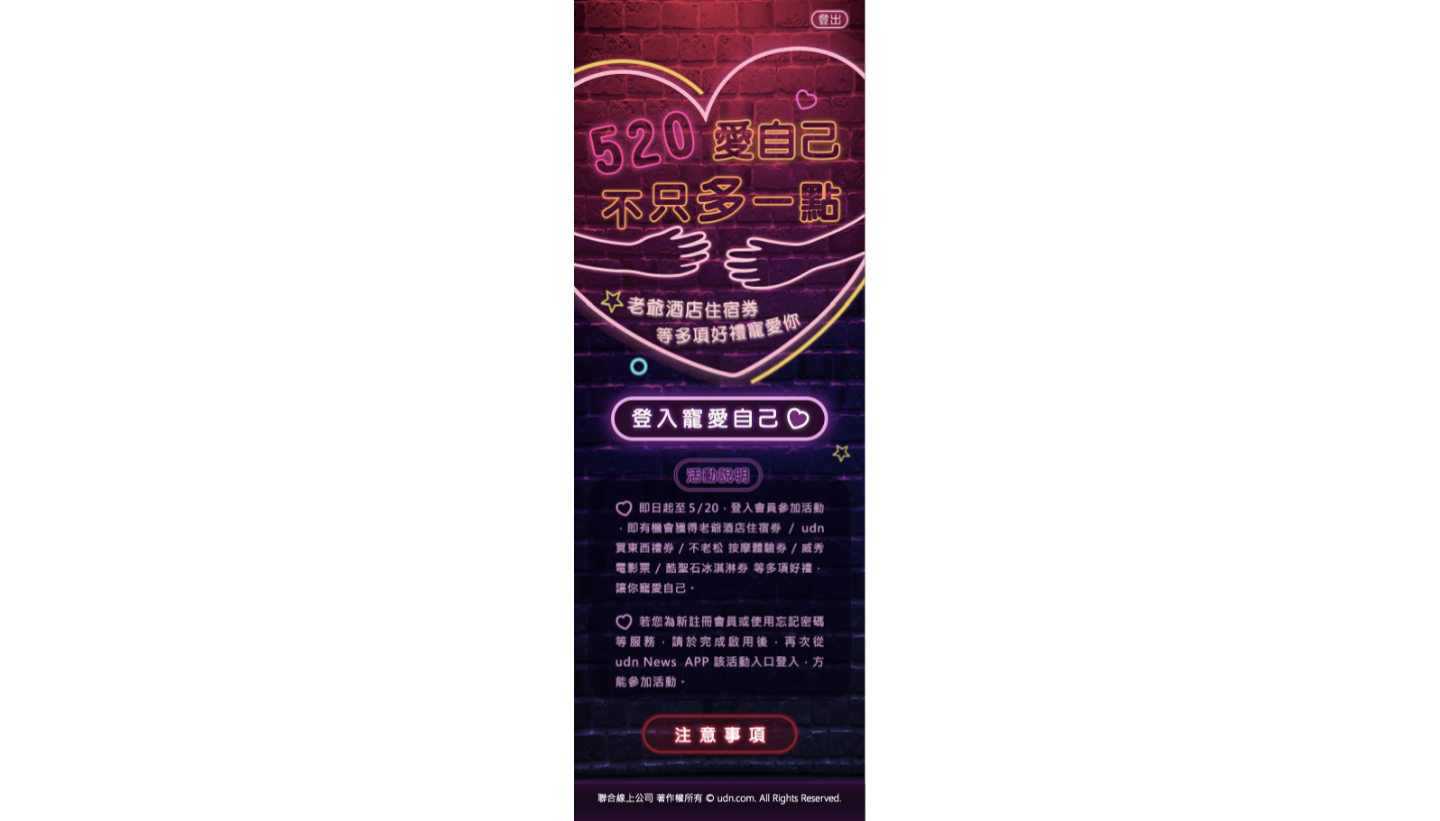 登出
520 愛自己
不只多一點
老爺酒店住宿券
等多項好禮寵愛你
登入寵愛自己
活動說明
即日起至 5/20，登入會員參加活動
，即有機會獲得老爺酒店住宿券 / udn
買東西禮券 / 不老松 按摩體驗券 / 威秀
電影票 / 酷聖石冰淇淋券 等多項好禮，
讓你寵愛自己。
若您為新註冊會員或使用忘記密碼
等服務，請於完成啟用後，再次從
udn News APP 該活動入口登入，方
能參加活動。
注意事項
聯合線上公司 著作權所有 © udn.com. All Rights Reserved.